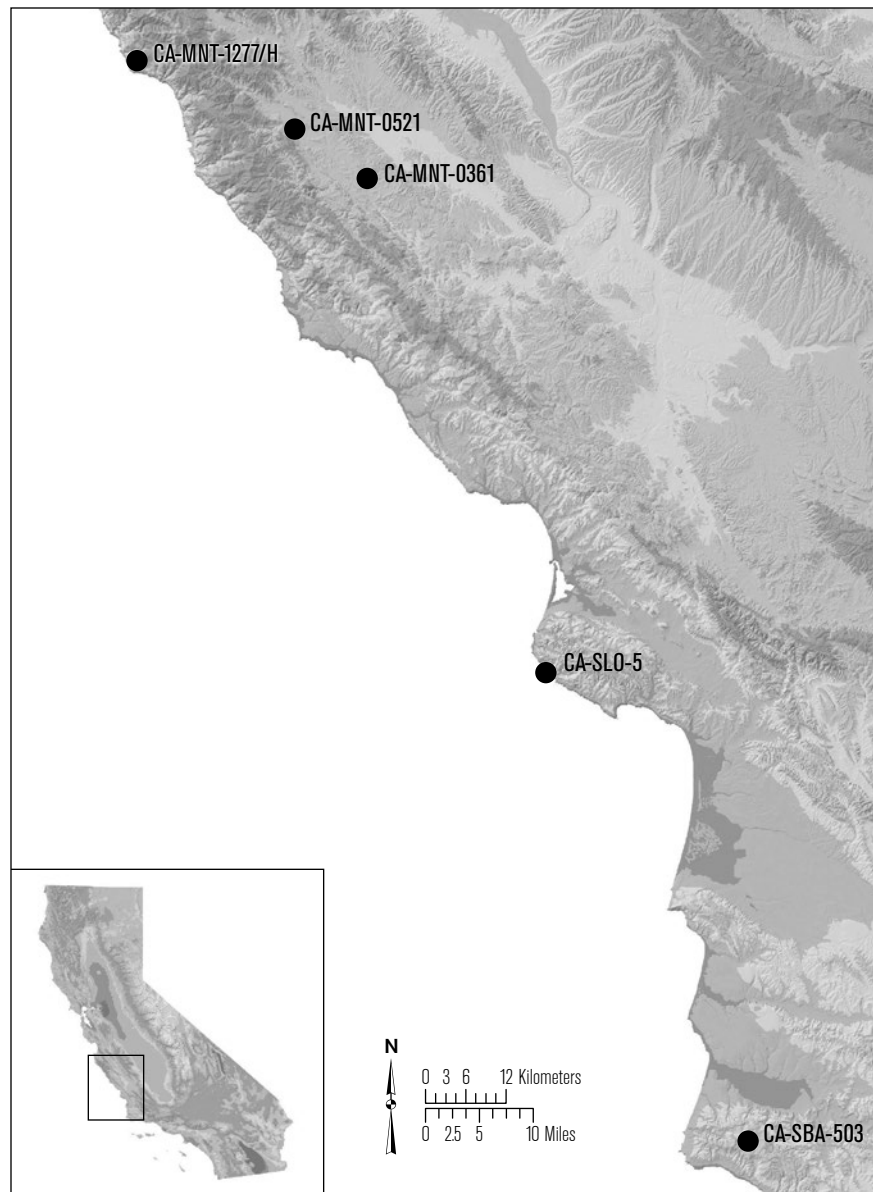 CA-MNT-1277/H
CA-MNT-0521
CA-MNT-0361
CA-SLO-5
N
0 3 6 12 Kilometers
0 2.5 5 10 Miles
CA-SBA-503